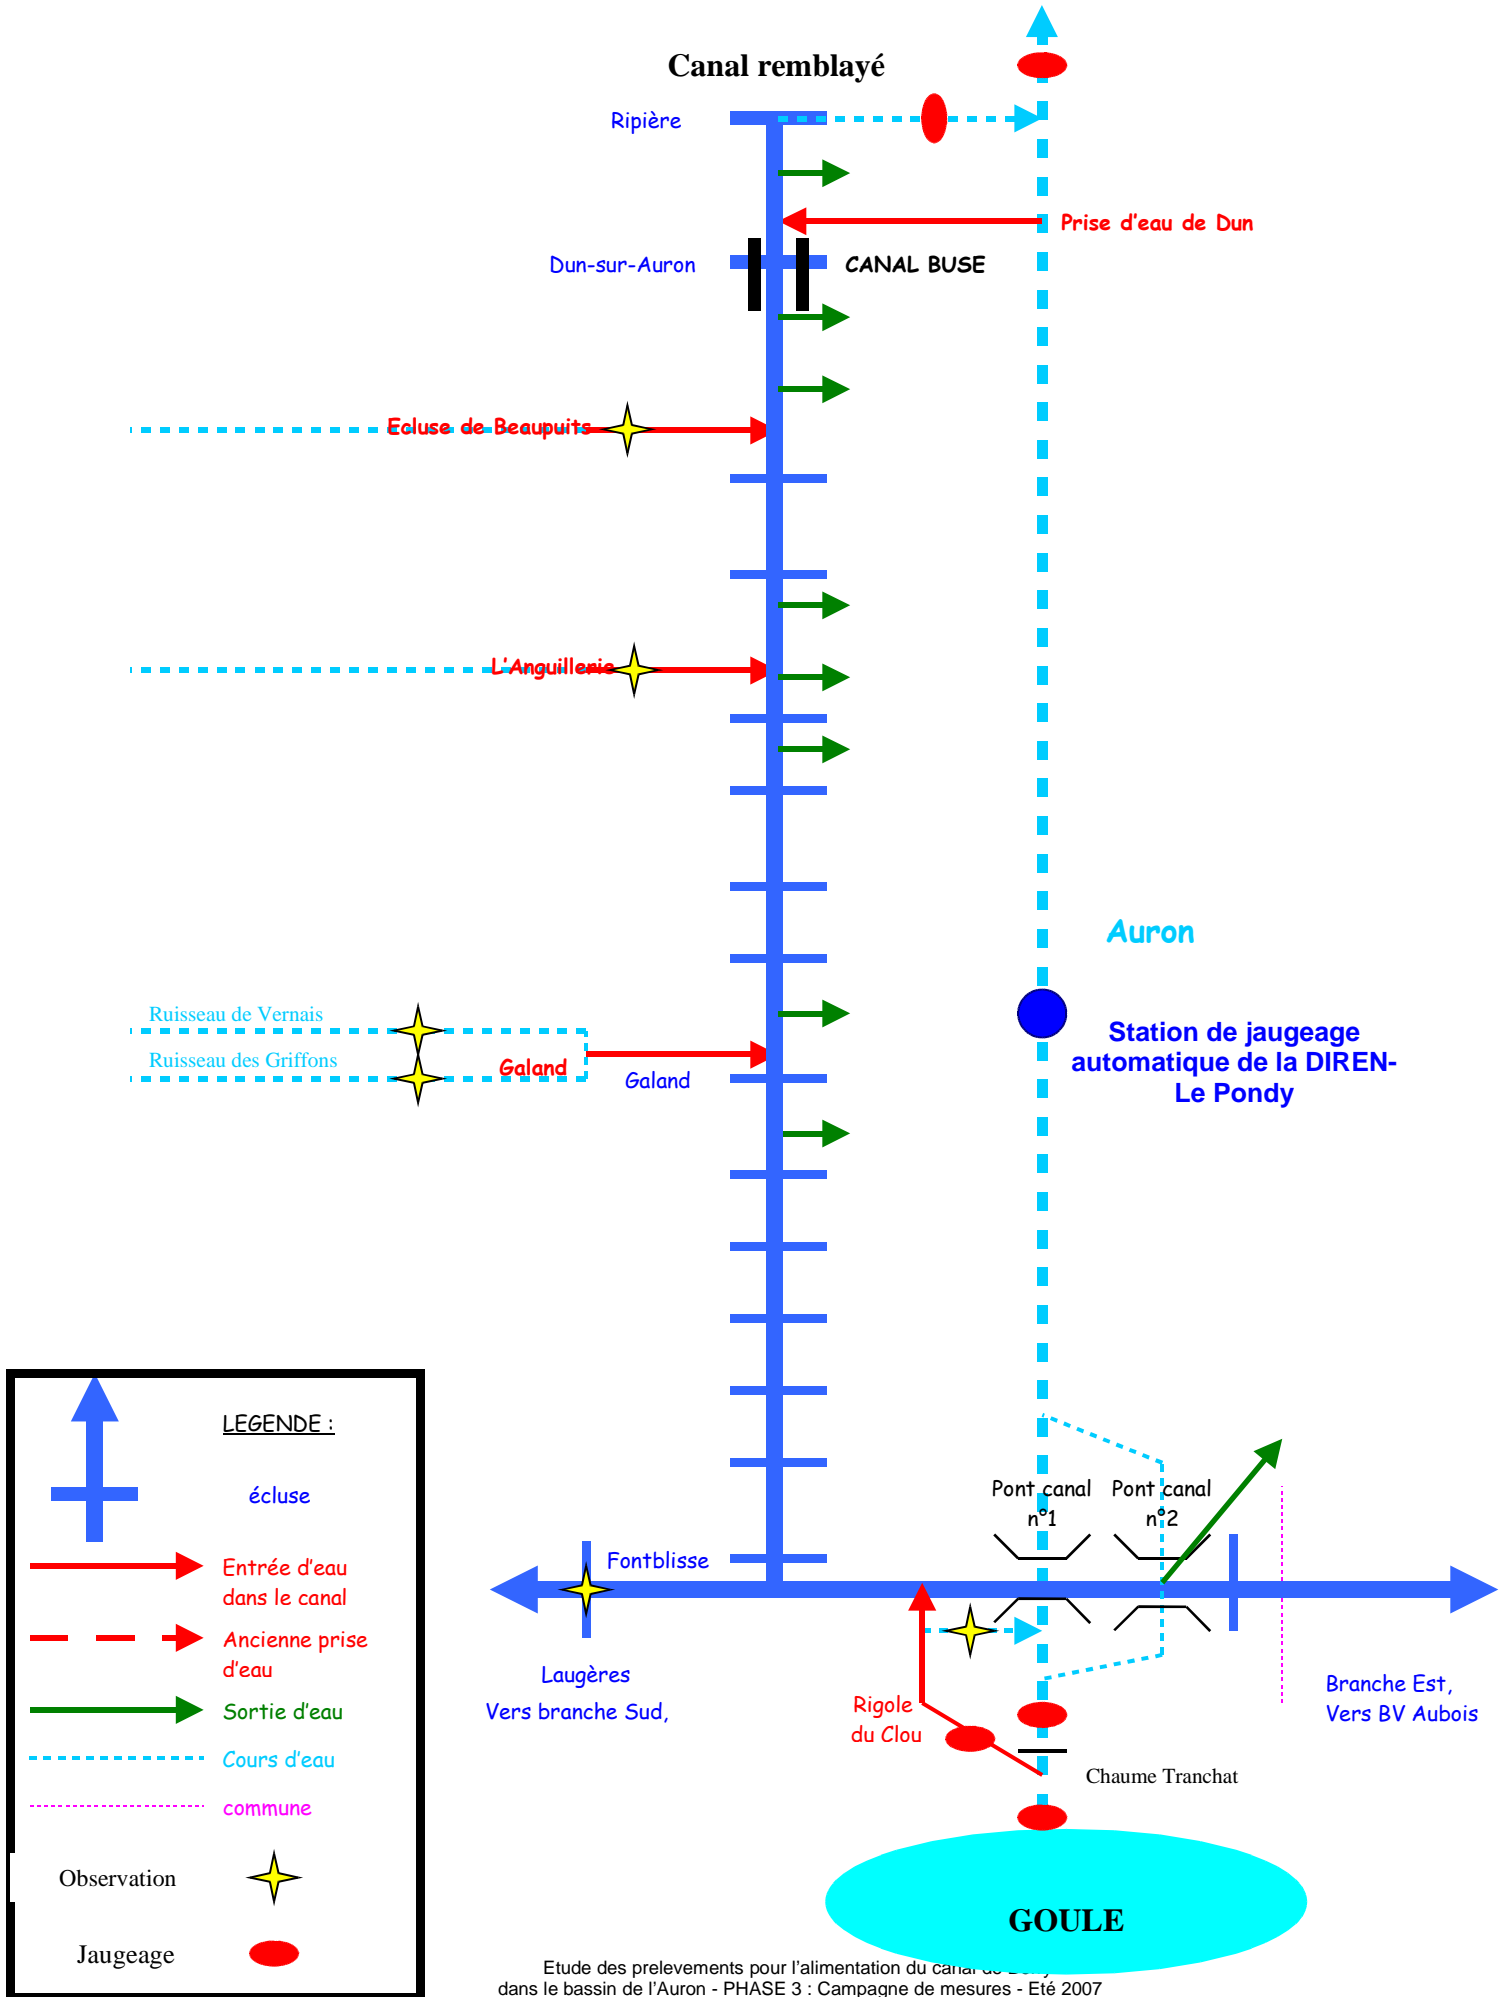 Canal remblayé
Ripière
Prise d'eau de Dun
Dun-sur-Auron
CANAL BUSE
Ecluse de Beaupuits
L'Anguillerie
Auron
Ruisseau de Vernais
Ruisseau des Griffons
Galand
Galand
Station de jaugeage
automatique de la DIREN-
Le Pondy
LEGENDE :
écluse
Entrée d'eau
dans le canal
Ancienne prise
d'eau
Sortie d'eau
Cours d'eau
commune
Observation
Jaugeage
Pont canal
n°1
Pont canal
n°2
Fontblisse
Laugères
Vers branche Sud,
Rigole
du Clou
Branche Est,
Vers BV Aubois
Chaume Tranchat
GOULE
Etude des prelevements pour l'alimentation du canal de
dans le bassin de l'Auron - PHASE 3 : Campagne de mesures - Eté 2007